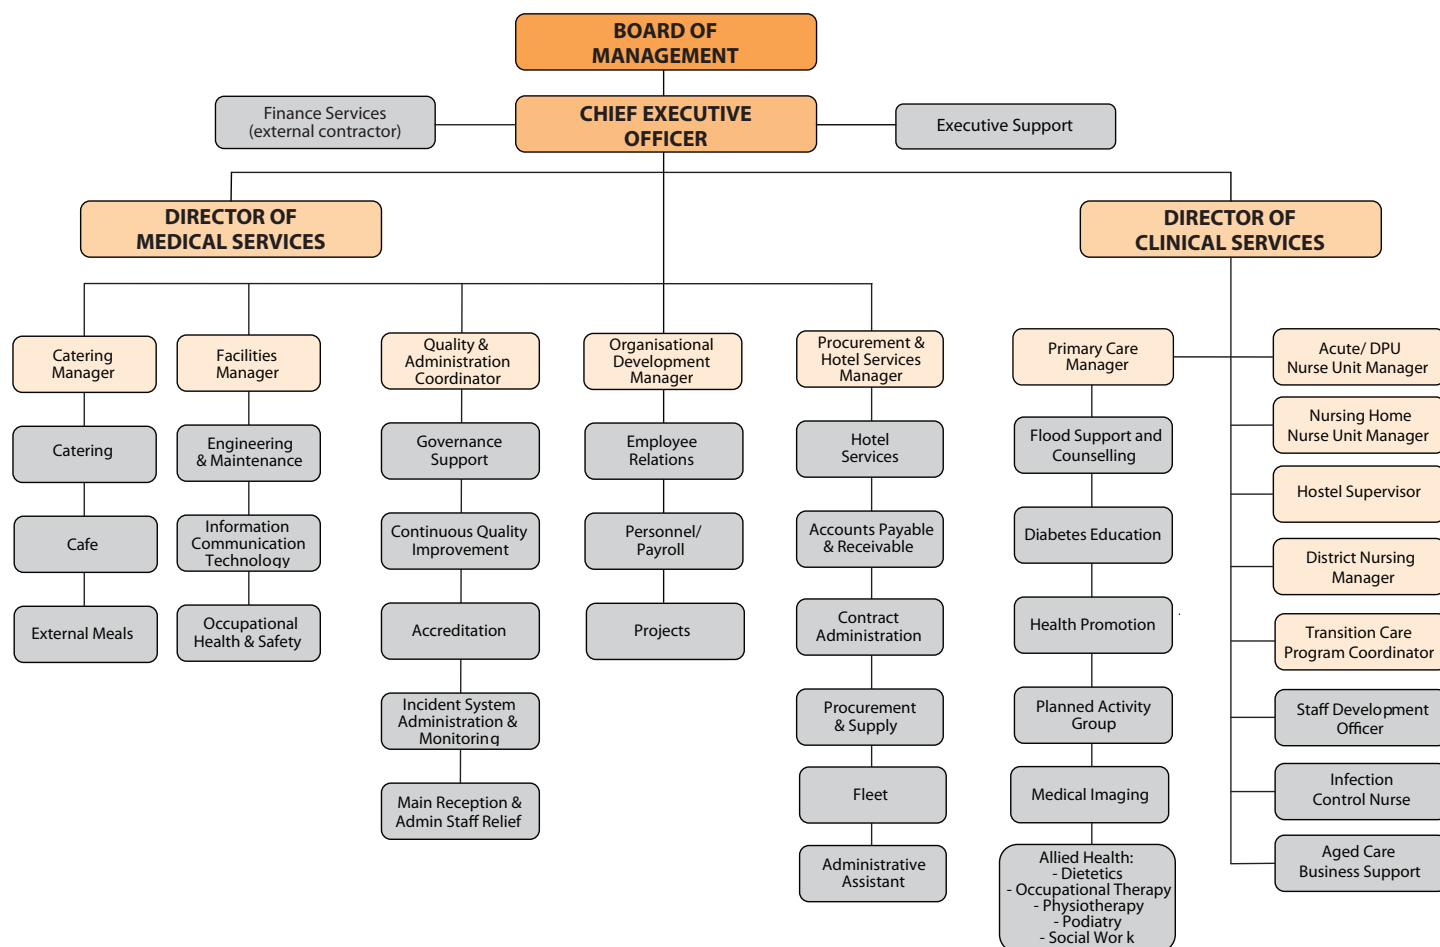 BOARD OF
MANAGEMENT
Finance Services
(external contractor)
CHIEF EXECUTIVE
OFFICER
Executive Support
DIRECTOR OF
MEDICAL SERVICES
DIRECTOR OF
CLINICAL SERVICES
Catering
Manager
Catering
Cafe
External Meals
Facilities
Manager
Engineering
& Maintenance
Information
Communication
Technology
Occupational
Health & Safety
Quality &
Administration
Coordinator
Governance
Support
Continuous Quality
Improvement
Accreditation
Incident System
Administration &
Monitoring
Main Reception &
Admin Staff Relief
Organisational
Development
Manager
Employee
Relations
Personnel/
Payroll
Projects
Procurement &
Hotel Services
Manager
Hotel
Services
Accounts Payable
& Receivable
Contract
Administration
Procurement
& Supply
Fleet
Administrative
Assistant
Primary Care
Manager
Flood Support and
Counselling
Diabetes Education
Health Promotion
Planned Activity
Group
Medical Imaging
Allied Health:
- Dietetics
- Occupational Therapy
- Physiotherapy
- Podiatry
- Social Wor k
Acute/ DPU
Nurse Unit Manager
Nursing Home
Nurse Unit Manager
Hostel Supervisor
District Nursing
Manager
Transition Care
Program Coordinator
Staff Development
Officer
Infection
Control Nurse
Aged Care
Business Support